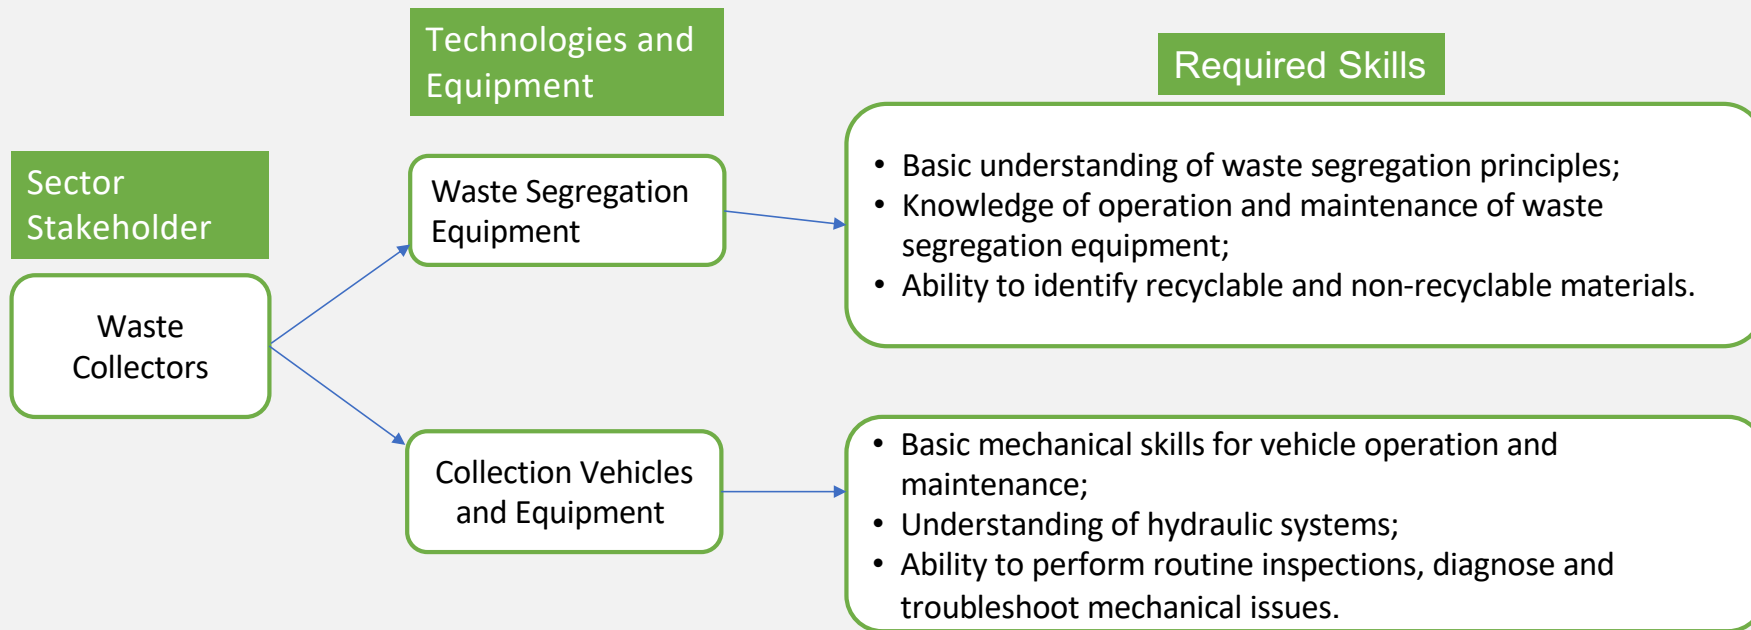 Technologies and
Equipment
Required Skills
Sector
Stakeholder
Waste
Collectors
Waste Segregation
Equipment
• Basic understanding of waste segregation principles;
• Knowledge of operation and maintenance of waste
segregation equipment;
• Ability to identify recyclable and non-recyclable materials.
Collection Vehicles
and Equipment
• Basic mechanical skills for vehicle operation and
maintenance;
• Understanding of hydraulic systems;
• Ability to perform routine inspections, diagnose and
troubleshoot mechanical issues.